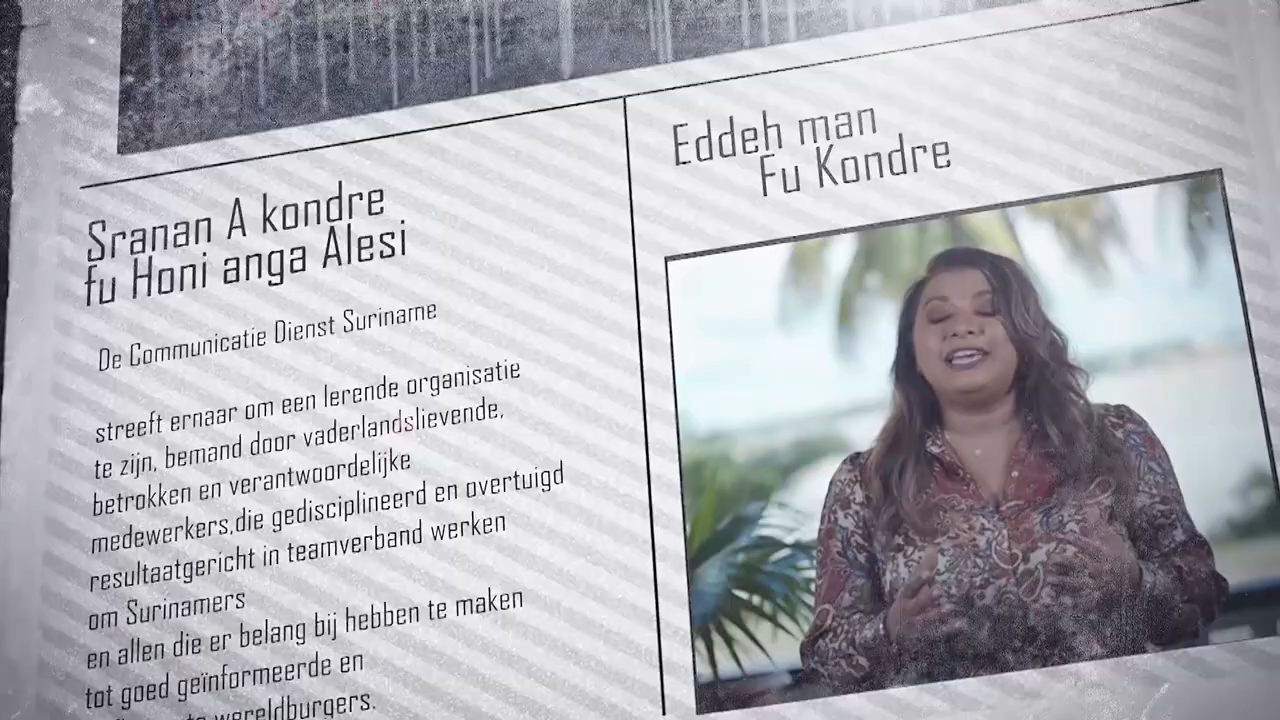 Sranan A kondre
fu Honi anga Alesi
De Communicatie Dienst Suriname
streeft ernaar om een lerende organisatie
te zijn, bemand door vaderlandslievende,
betrokken en verantwoordelijke
medewerkers,die gedisciplineerd en overtuigd
resultaatgericht in teamverband werken
om Surinamers
en allen die er belang bij hebben te maken
tot goed geïnformeerde en
wereldburgers.
Eddeh man
Fu Kondre